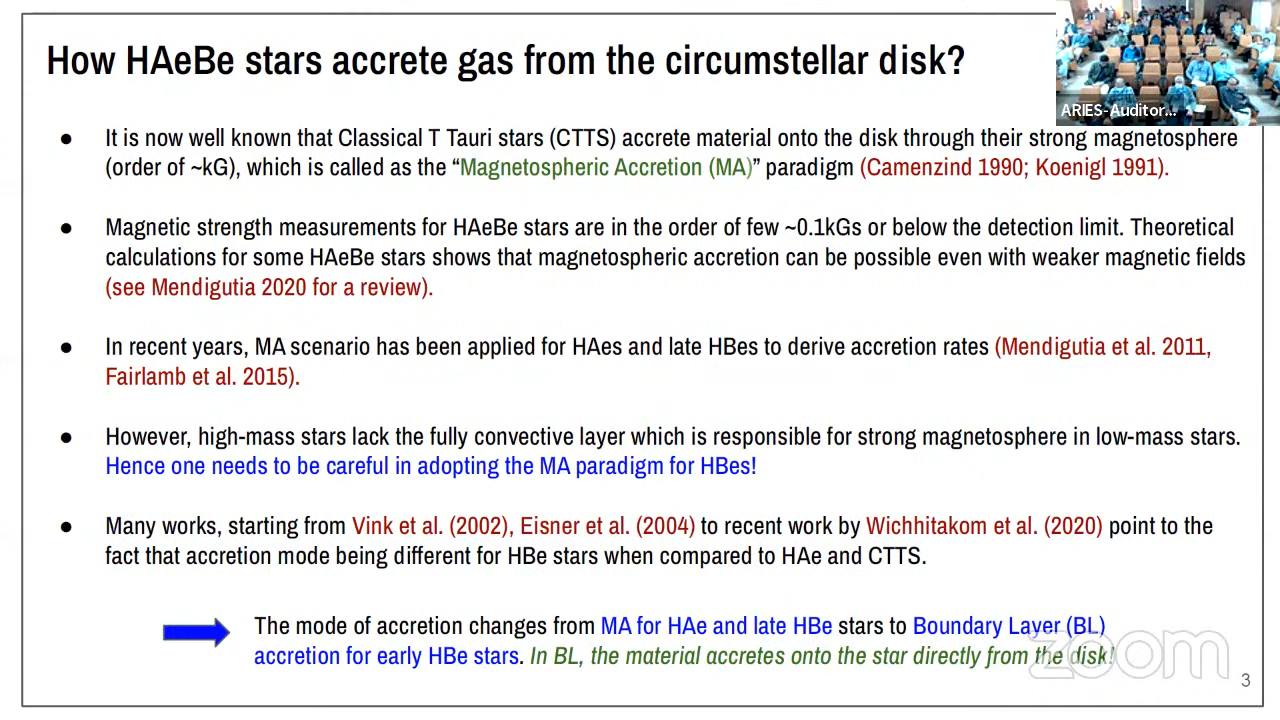 How HAeBe stars accrete gas from the circumstellar disk?
ARIES-Auditor...
● It is now well known that Classical T Tauri stars (CTTS) accrete material onto the disk through their strong magnetosphere
(order of ~kG), which is called as the “Magnetospheric Accretion (MA)” paradigm (Camenzind 1990; Koenigl 1991).
● Magnetic strength measurements for HAeBe stars are in the order of few ~0.1kGs or below the detection limit. Theoretical
calculations for some HAeBe stars shows that magnetospheric accretion can be possible even with weaker magnetic fields
(see Mendigutia 2020 for a review).
● In recent years, MA scenario has been applied for HAes and late HBes to derive accretion rates (Mendigutia et al. 2011,
Fairlamb et al. 2015).
● However, high-mass stars lack the fully convective layer which is responsible for strong magnetosphere in low-mass stars.
Hence one needs to be careful in adopting the MA paradigm for HBes!
● Many works, starting from Vink et al. (2002), Eisner et al. (2004) to recent work by Wichhitakom et al. (2020) point to the
fact that accretion mode being different for HBe stars when compared to HAe and CTTS.
The mode of accretion changes from MA for HAe and late HBe stars to Boundary Layer (BL)
accretion for early HBe stars. In BL, the material accretes onto the star directly from the disk!
zoom
3